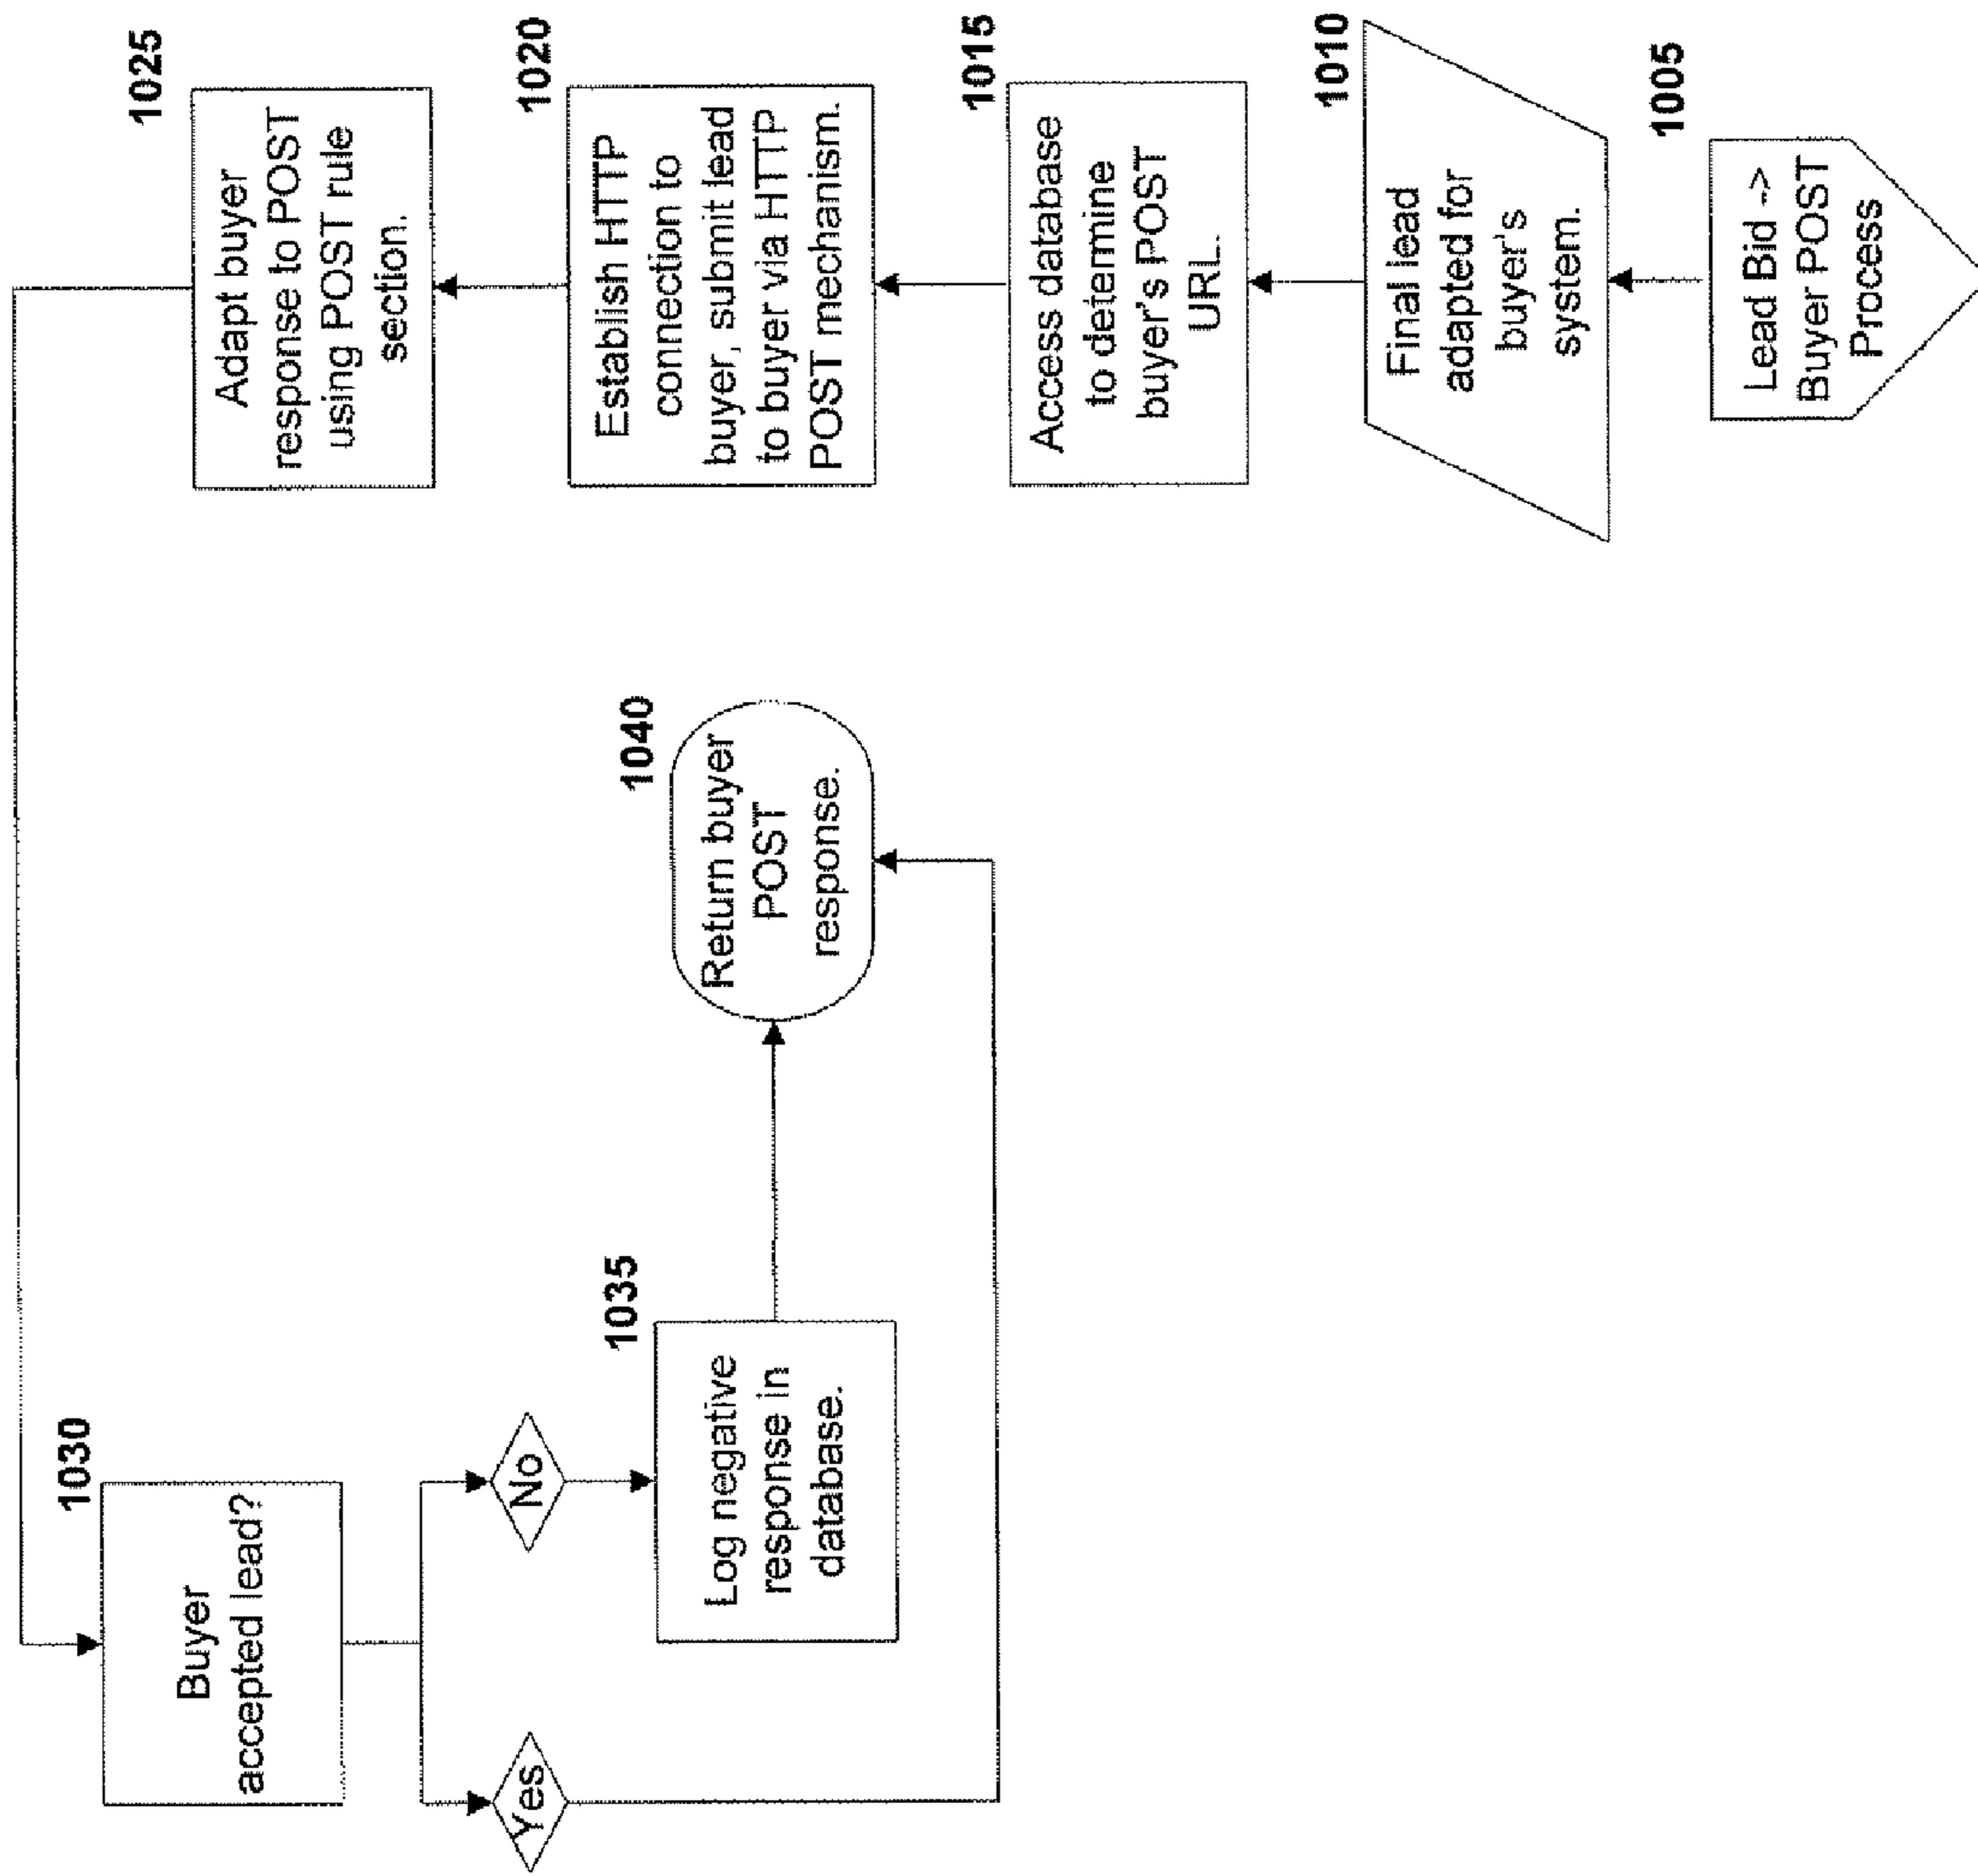 1005
Lead Bid ->
Buyer POST
Process
1010
Final lead
adapted for
buyer's
system.
1015
Access database
to determine
buyer's POST
URL.
1020
Establish HTTP
connection to
buyer, submit lead
to buyer via HTTP
POST mechanism.
1025
Adapt buyer
response to POST
using POST rule
section.
1030
Buyer
accepted lead?
Yes
No
1035
Log negative
response in
database.
1040
Return buyer
POST
response.